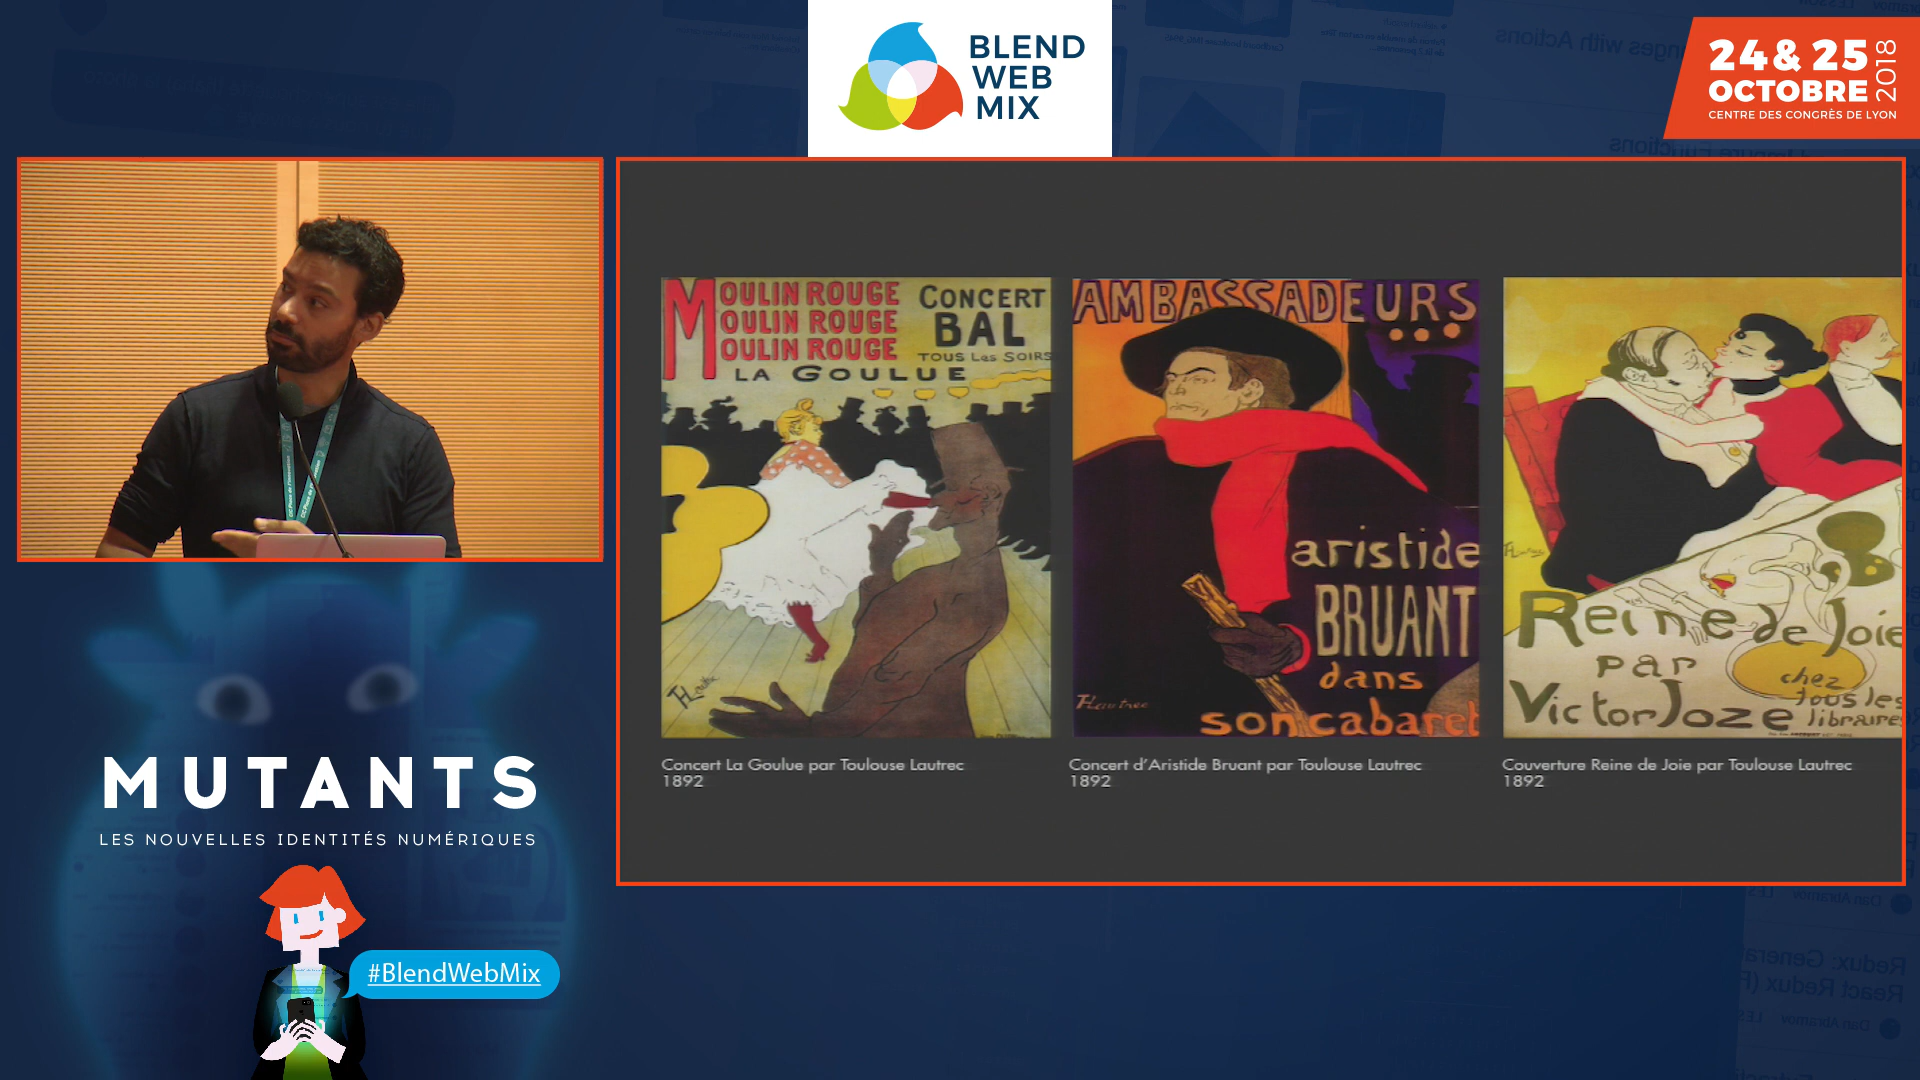 BLEND
WEB
MIX
24 & 25
OCTOBRE
2018
CENTRE DES CONGRÈS DE LYON
MOULIN ROUGE
MOULIN ROUGE
MOULIN ROUGE
CONCERT
BAL
TOUS LES SOIRS
LA GOULUE
Concert La Goulue par Toulouse Lautrec
1892
AMBASSADEURS
aristide
BRUANT
dans
son cabaret
HLautrec
Concert d'Aristide Bruant par Toulouse Lautrec
1892
Reine de Joie
par
Victor Joze
chez
tous les
libraires
Couverture Reine de Joie par Toulouse Lautrec
1892
MUTANTS
LES NOUVELLES IDENTITÉS NUMÉRIQUES
#BlendWebMix